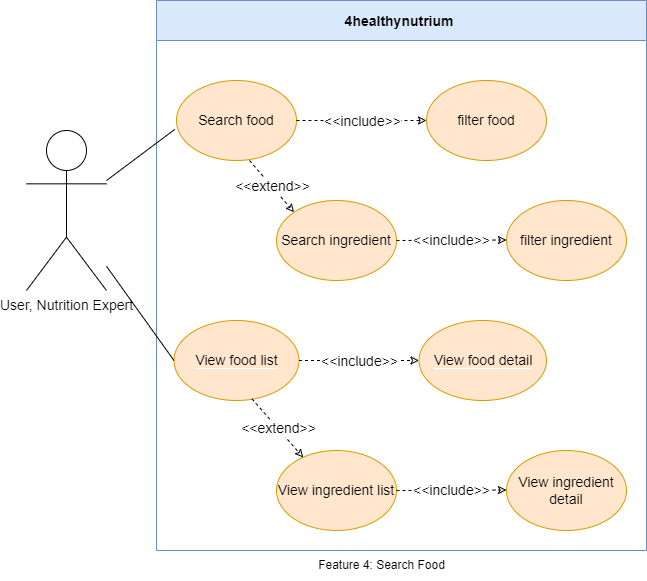 4healthynutrium
Search food
<<include>>
filter food
<<extend>>
Search ingredient
<<include>>
filter ingredient
User, Nutrition Expert
View food list
<<include>>
View food detail
<<extend>>
View ingredient list
<<include>>
View ingredient
detail
Feature 4: Search Food